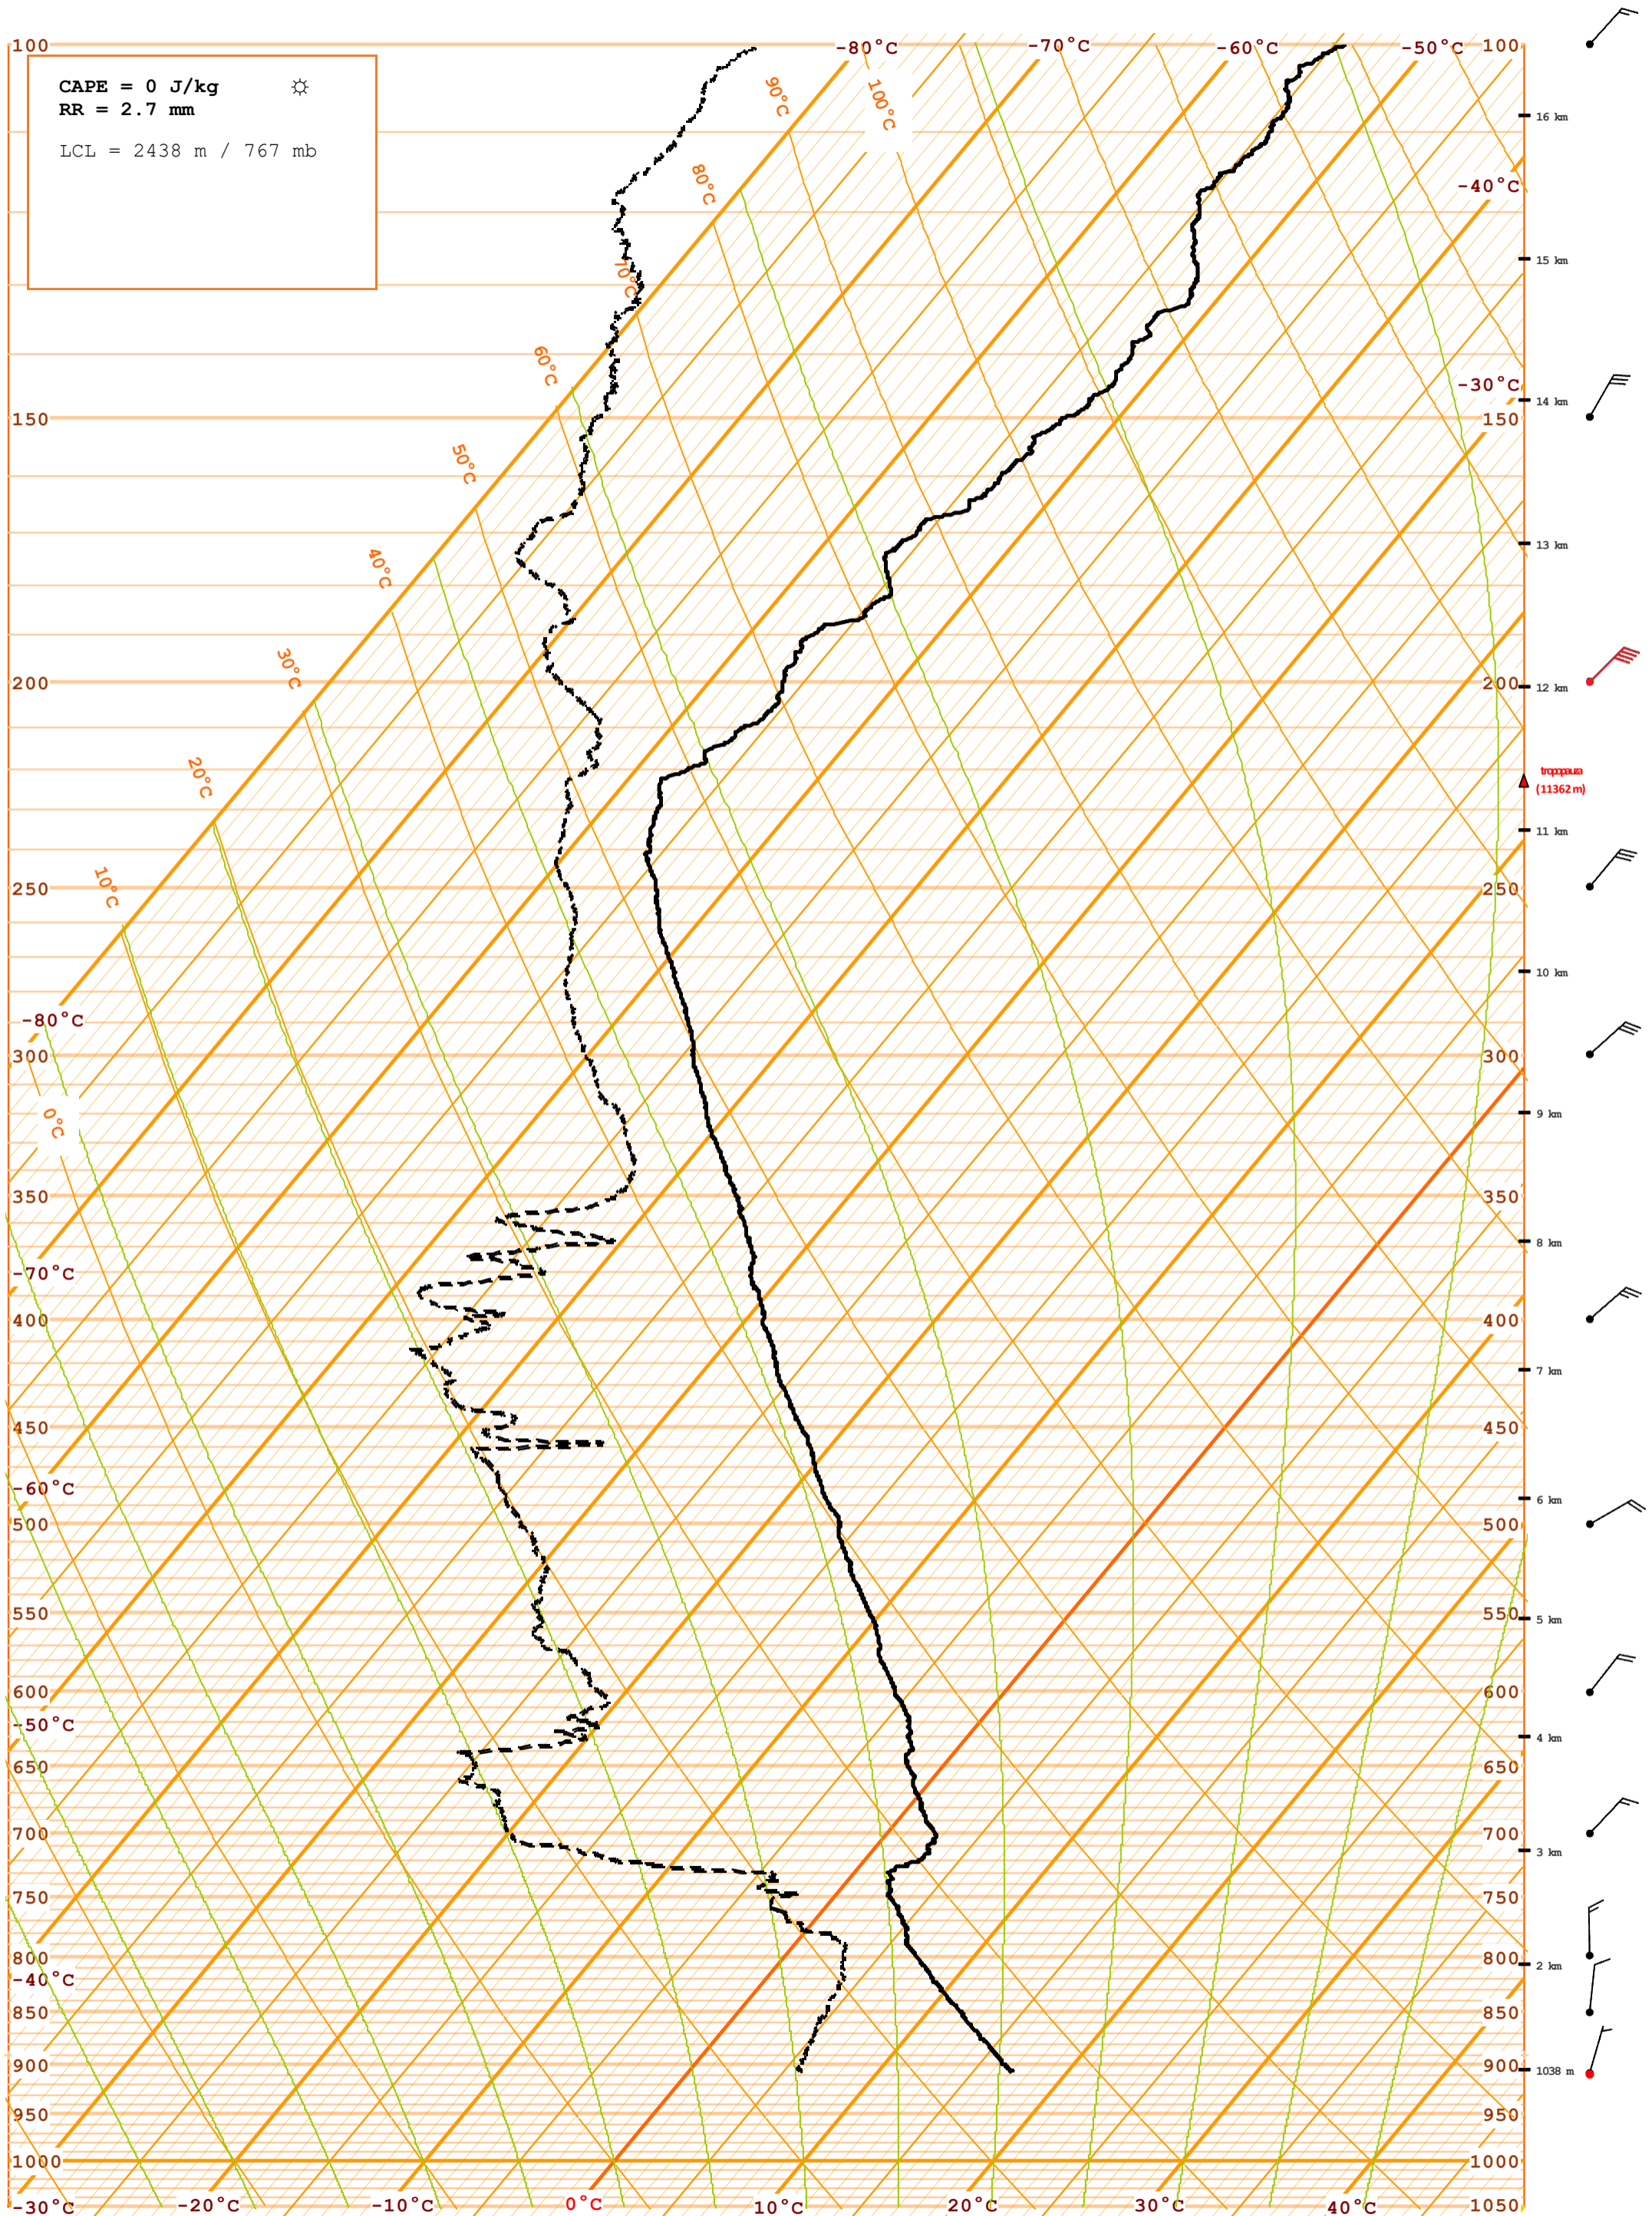 100 -80°C -70°C -60°C -50°C 100
CAPE = 0 J/kg ☼
RR = 2.7 mm
LCL = 2438 m / 767 mb
90°C
100°C
16 km
80°C
-40°C
70°C
15 km
60°C
-30°C
14 km
150 150
50°C
13 km
40°C
30°C
200 200
12 km
20°C
tropopaura
(11362 m)
11 km
10°C
250 250
10 km
-80°C
300 300
0°C
9 km
350 350
8 km
-70°C
400 400
7 km
450 450
-60°C
6 km
500 500
550 550
5 km
600 600
-50°C
4 km
650 650
700 700
3 km
750 750
800 800
2 km
-40°C
850 850
900 900
1038 m
950 950
1000 1000
-30°C -20°C -10°C 0°C 10°C 20°C 30°C 40°C 1050